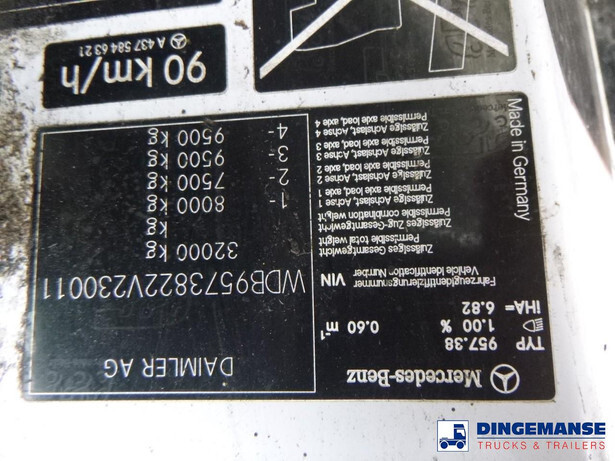 Mercedes-Benz
DAIMLER AG
TYP 957.38
1.00 % 0.60 m⁻¹
iHA= 6.82
Fahrzeugidentifizierungsnummer
Vehicle Identification Number VIN
WDB9573822V230011
Zulässiges Gesamtgewicht
Permissible total weight 32000 kg
Zulässiges Zug-Gesamtgewicht
Permissible combination weight kg
Zulässige Achslast, Achse 1
Permissible axle load, axle 1 1- 8000 kg
Zulässige Achslast, Achse 2
Permissible axle load, axle 2 2- 7500 kg
Zulässige Achslast, Achse 3
Permissible axle load, axle 3 3- 9500 kg
Zulässige Achslast, Achse 4
Permissible axle load, axle 4 4- 9500 kg
Made in Germany
90 km/h
A 437 584 63 21
DINGEMANSE
TRUCKS & TRAILERS